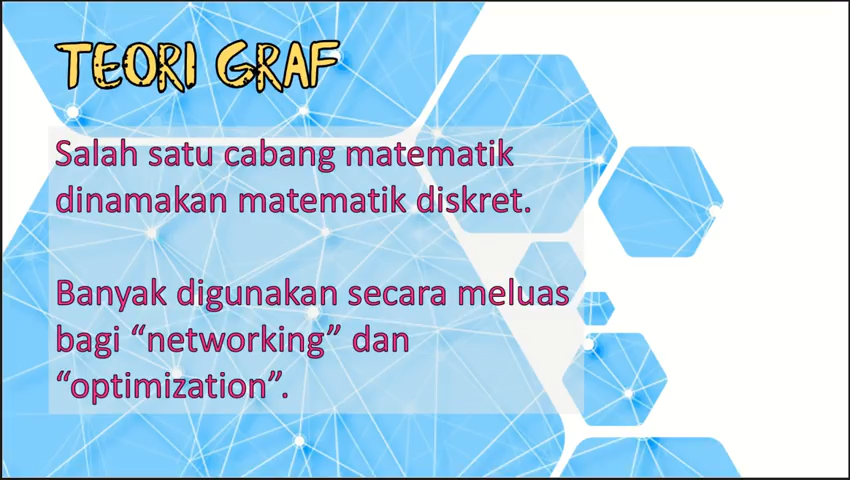 TEORI GRAF
Salah satu cabang matematik
dinamakan matematik diskret.
Banyak digunakan secara meluas
bagi “networking” dan
“optimization”.